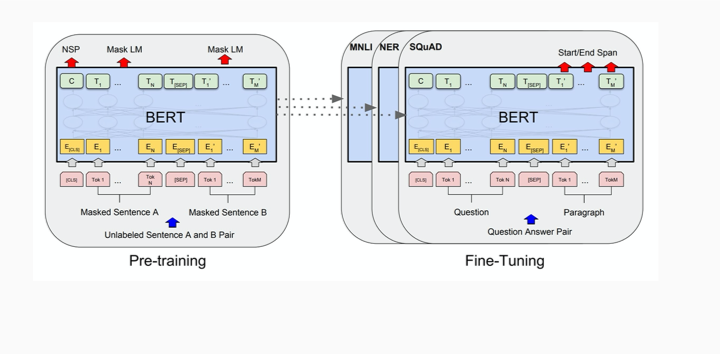 NSP Mask LM Mask LM
C T1 ... TN T[SEP] T1' ... TM'
BERT
E[CLS] E1 ... EN E[SEP] E1' ... EM'
[CLS] Tok 1 ... Tok N [SEP] Tok 1 ... TokM
Masked Sentence A Masked Sentence B
Unlabeled Sentence A and B Pair
Pre-training
MNLI NER SQuAD
Start/End Span
C T1 ... TN T[SEP] T1' ... TM'
BERT
E[CLS] E1 ... EN E[SEP] E1' ... EM'
[CLS] Tok 1 ... Tok N [SEP] Tok 1 ... TokM
Question Paragraph
Question Answer Pair
Fine-Tuning